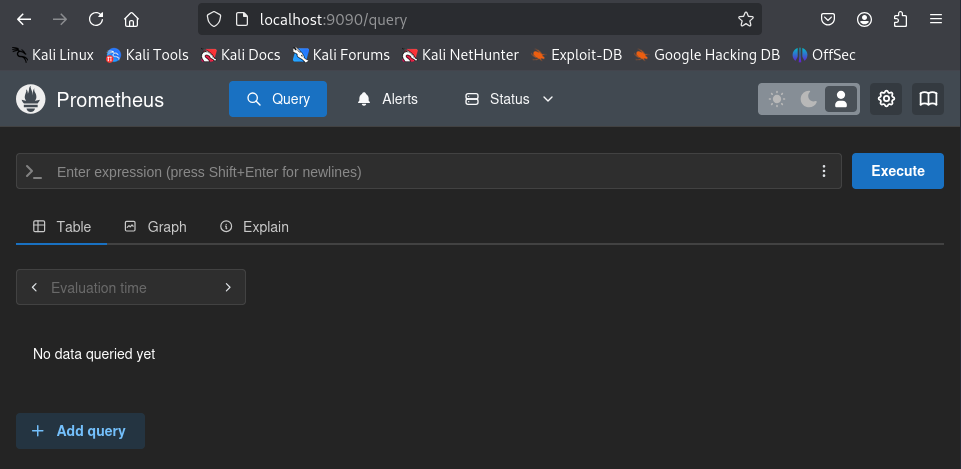 localhost:9090/query
Kali Linux Kali Tools Kali Docs Kali Forums Kali NetHunter Exploit-DB Google Hacking DB OffSec
Prometheus Query Alerts Status
>_ Enter expression (press Shift+Enter for newlines) Execute
Table Graph Explain
Evaluation time
No data queried yet
+ Add query